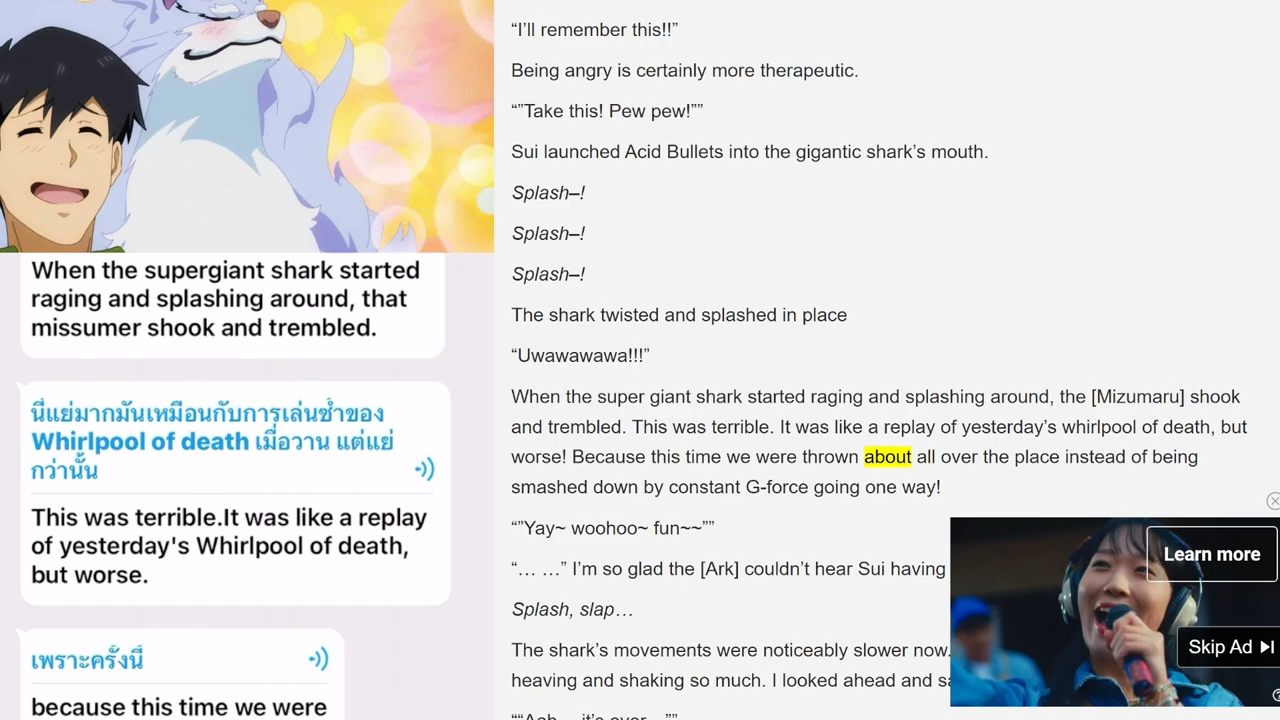 When the supergiant shark started
raging and splashing around, that
missumer shook and trembled.
นี่แย่มากมันเหมือนกับการเล่นซ้ำของ
Whirlpool of death เมื่อวาน แต่แย่
กว่านั้น
This was terrible.It was like a replay
of yesterday's Whirlpool of death,
but worse.
เพราะครั้งนี้
because this time we were
“I’ll remember this!!”
Being angry is certainly more therapeutic.
“”Take this! Pew pew!””
Sui launched Acid Bullets into the gigantic shark’s mouth.
Splash–!
Splash–!
Splash–!
The shark twisted and splashed in place
“Uwawawawa!!!”
When the super giant shark started raging and splashing around, the [Mizumaru] shook
and trembled. This was terrible. It was like a replay of yesterday’s whirlpool of death, but
worse! Because this time we were thrown about all over the place instead of being
smashed down by constant G-force going one way!
“”Yay~ woohoo~ fun~~””
“… …” I’m so glad the [Ark] couldn’t hear Sui having
Splash, slap…
The shark’s movements were noticeably slower now.
heaving and shaking so much. I looked ahead and
Learn more
Skip Ad